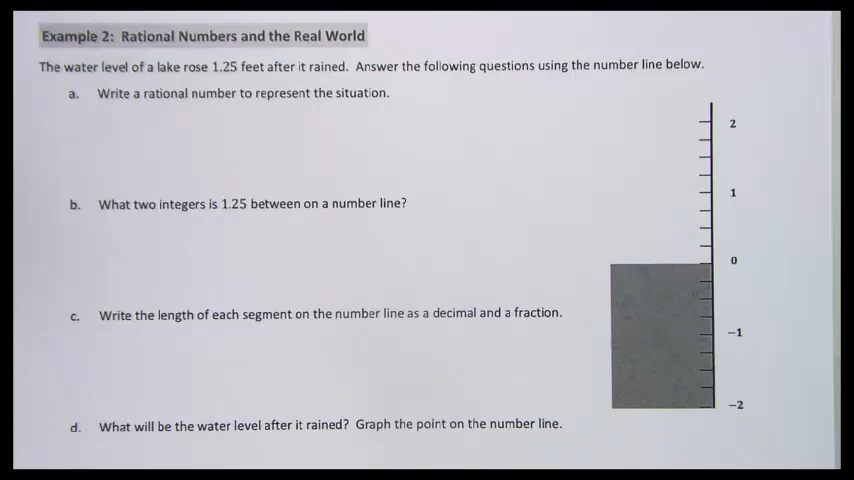 Example 2: Rational Numbers and the Real World
The water level of a lake rose 1.25 feet after it rained. Answer the following questions using the number line below.
a. Write a rational number to represent the situation.
2
1
b. What two integers is 1.25 between on a number line?
0
c. Write the length of each segment on the number line as a decimal and a fraction.
−1
−2
d. What will be the water level after it rained? Graph the point on the number line.